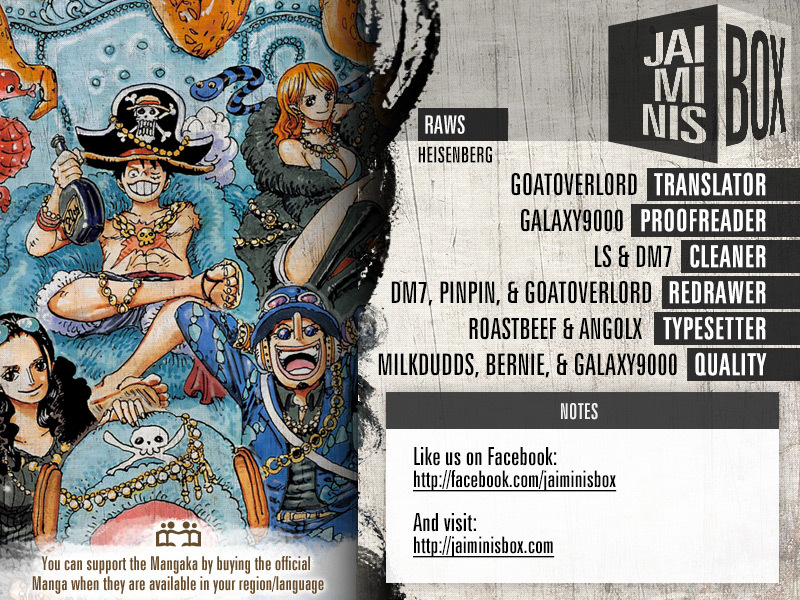 JAI
MI
NIS
BOX
RAWS
HEISENBERG
GOATOVERLORD TRANSLATOR
GALAXY9000 PROOFREADER
LS & DM7 CLEANER
DM7, PINPIN, & GOATOVERLORD REDRAWER
ROASTBEEF & ANGOLX TYPESETTER
MILKDUDDS, BERNIE, & GALAXY9000 QUALITY
NOTES
Like us on Facebook:
http://facebook.com/jaiminisbox
And visit:
http://jaiminisbox.com
You can support the Mangaka by buying the official
Manga when they are available in your region/language